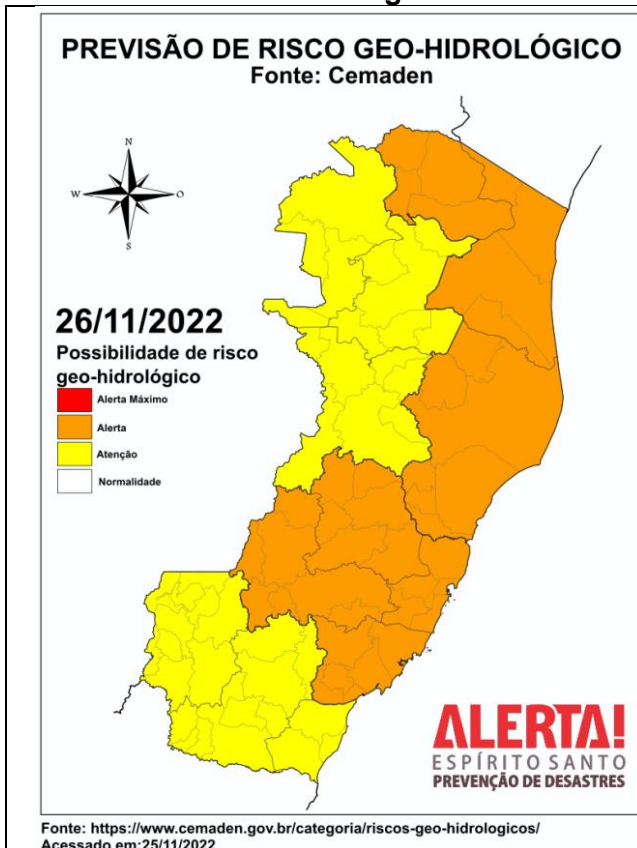 PREVISÃO DE RISCO GEO-HIDROLÓGICO
Fonte: Cemaden
N
W
O
S
26/11/2022
Possibilidade de risco
geo-hidrológico
Alerta Máximo
Alerta
Atenção
Normalidade
ALERTA!
ESPÍRITO SANTO
PREVENÇÃO DE DESASTRES
Fonte: https://www.cemaden.gov.br/categoria/riscos-geo-hidrologicos/
Acessado em:25/11/2022